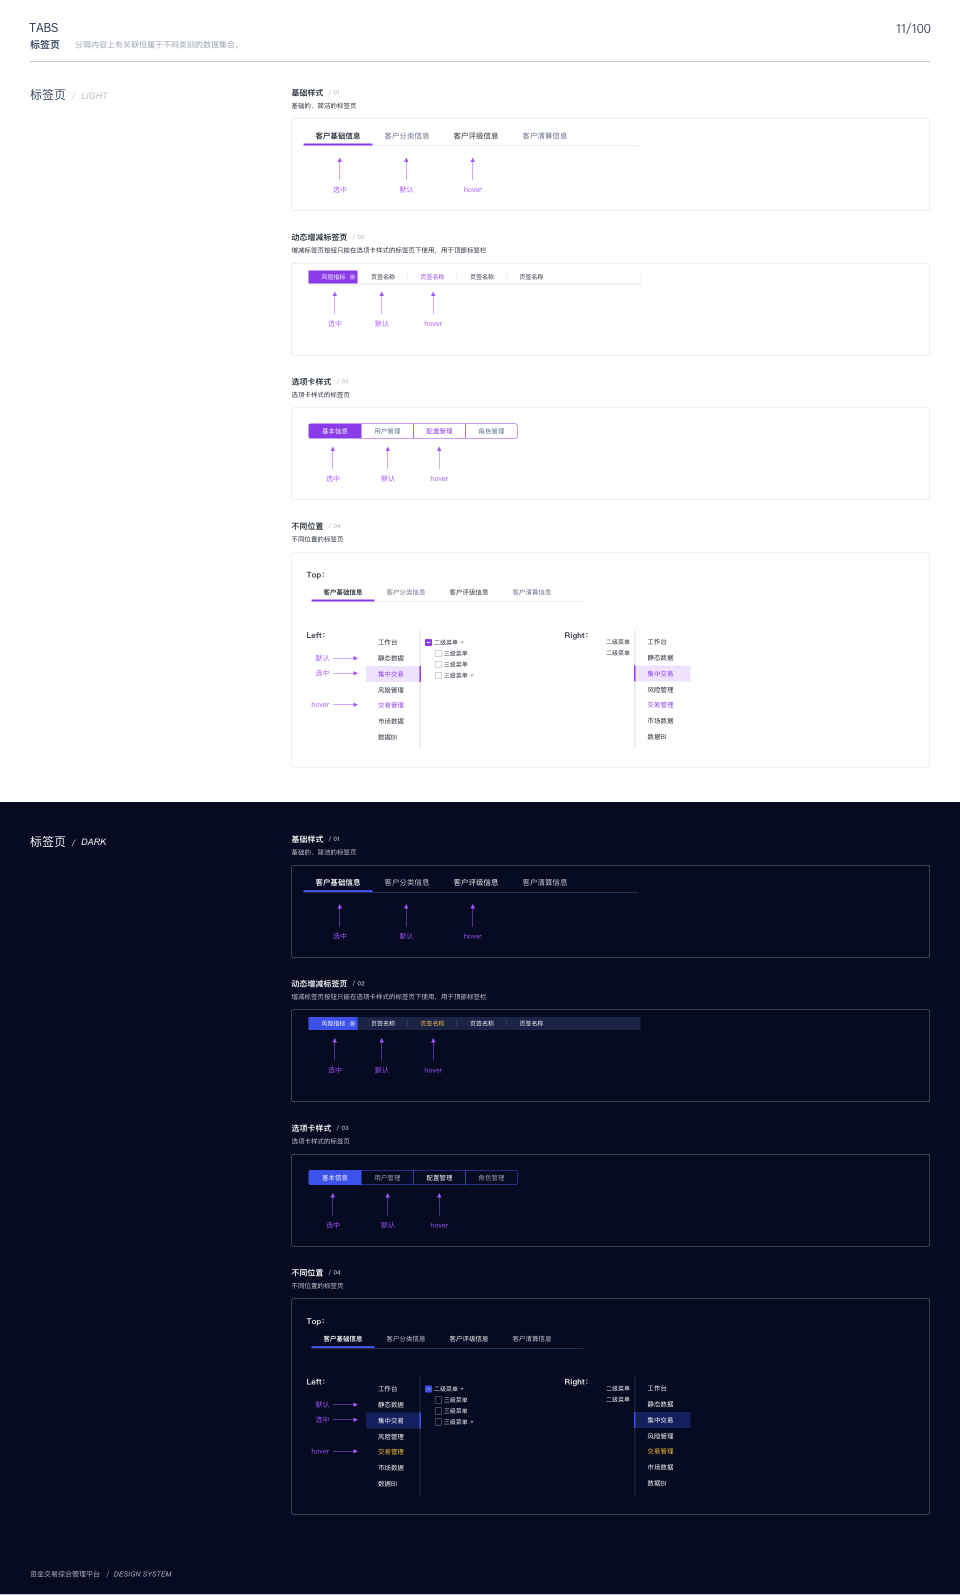 TABS
11/100
标签页 分隔内容上有关联但属于不同类别的数据集合。
标签页 / LIGHT
基础样式 / 01
基础的、简洁的标签页
客户基础信息 客户分类信息 客户评级信息 客户清算信息
选中 默认 hover
动态增减标签页 / 02
增减标签页按钮只能在选项卡样式的标签页下使用，用于顶部标签栏
风险指标 页签名称 页签名称 页签名称 页签名称
选中 默认 hover
选项卡样式 / 03
选项卡样式的标签页
基本信息 用户管理 配置管理 角色管理
选中 默认 hover
不同位置 / 04
不同位置的标签页
Top:
客户基础信息 客户分类信息 客户评级信息 客户清算信息
Left:
默认
选中
hover
工作台
静态数据
集中交易
风险管理
交易管理
市场数据
数据BI
二级菜单
三级菜单
三级菜单
三级菜单
Right:
二级菜单
二级菜单
工作台
静态数据
集中交易
风险管理
交易管理
市场数据
数据BI
标签页 / DARK
基础样式 / 01
基础的、简洁的标签页
客户基础信息 客户分类信息 客户评级信息 客户清算信息
选中 默认 hover
动态增减标签页 / 02
增减标签页按钮只能在选项卡样式的标签页下使用，用于顶部标签栏
风险指标 页签名称 页签名称 页签名称 页签名称
选中 默认 hover
选项卡样式 / 03
选项卡样式的标签页
基本信息 用户管理 配置管理 角色管理
选中 默认 hover
不同位置 / 04
不同位置的标签页
Top:
客户基础信息 客户分类信息 客户评级信息 客户清算信息
Left:
默认
选中
hover
工作台
静态数据
集中交易
风险管理
交易管理
市场数据
数据BI
二级菜单
三级菜单
三级菜单
三级菜单
Right:
二级菜单
二级菜单
工作台
静态数据
集中交易
风险管理
交易管理
市场数据
数据BI
资金交易综合管理平台 / DESIGN SYSTEM